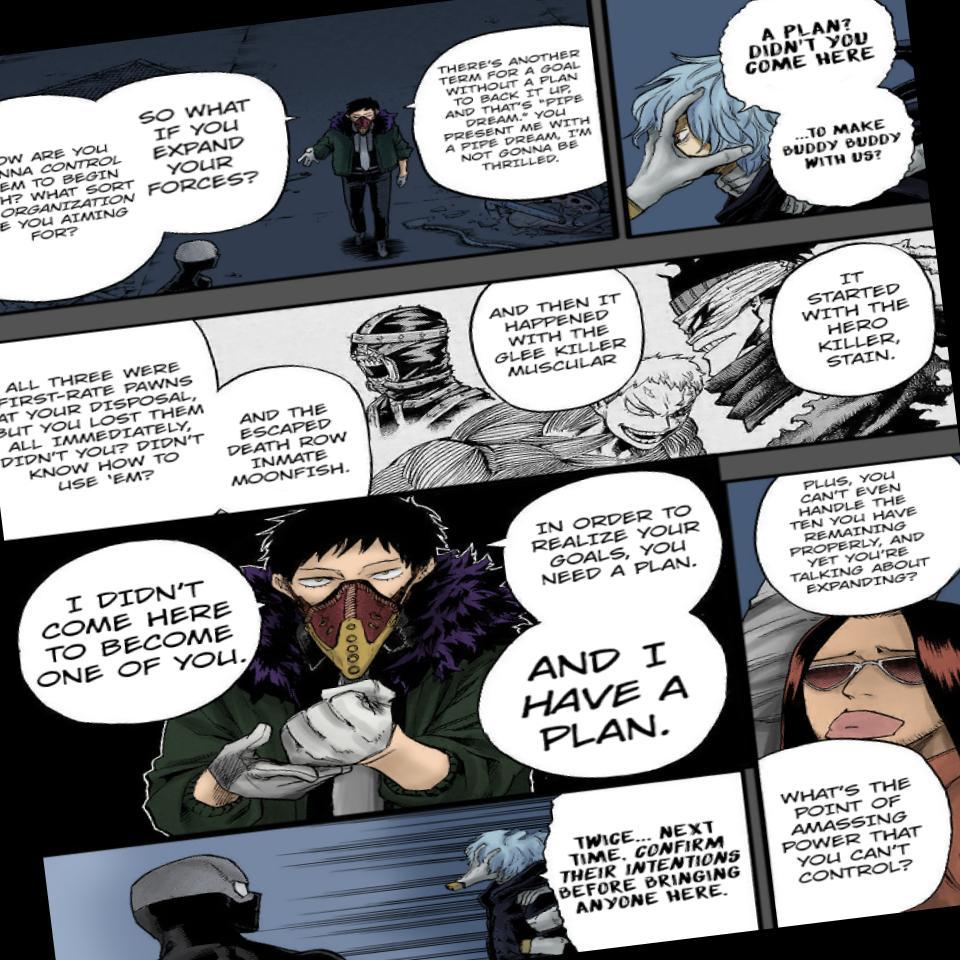 A PLAN?
DIDN'T YOU
COME HERE
...TO MAKE
BUDDY BUDDY
WITH US?
THERE'S ANOTHER
TERM FOR A GOAL
WITHOUT A PLAN
TO BACK IT UP,
AND THAT'S "PIPE
DREAM." YOU
PRESENT ME WITH
A PIPE DREAM, I'M
NOT GONNA BE
THRILLED.
SO WHAT
IF YOU
EXPAND
YOUR
FORCES?
OW ARE YOU
NNA CONTROL
EM TO BEGIN
H? WHAT SORT
ORGANIZATION
E YOU AIMING
FOR?
IT
STARTED
WITH THE
HERO
KILLER,
STAIN.
AND THEN IT
HAPPENED
WITH THE
GLEE KILLER
MUSCULAR
AND THE
ESCAPED
DEATH ROW
INMATE
MOONFISH.
ALL THREE WERE
FIRST-RATE PAWNS
AT YOUR DISPOSAL,
BUT YOU LOST THEM
ALL IMMEDIATELY,
DIDN'T YOU? DIDN'T
KNOW HOW TO
USE 'EM?
PLUS, YOU
CAN'T EVEN
HANDLE THE
TEN YOU HAVE
REMAINING
PROPERLY, AND
YET YOU'RE
TALKING ABOUT
EXPANDING?
WHAT'S THE
POINT OF
AMASSING
POWER THAT
YOU CAN'T
CONTROL?
IN ORDER TO
REALIZE YOUR
GOALS, YOU
NEED A PLAN.
AND I
HAVE A
PLAN.
I DIDN'T
COME HERE
TO BECOME
ONE OF YOU.
TWICE... NEXT
TIME, CONFIRM
THEIR INTENTIONS
BEFORE BRINGING
ANYONE HERE.